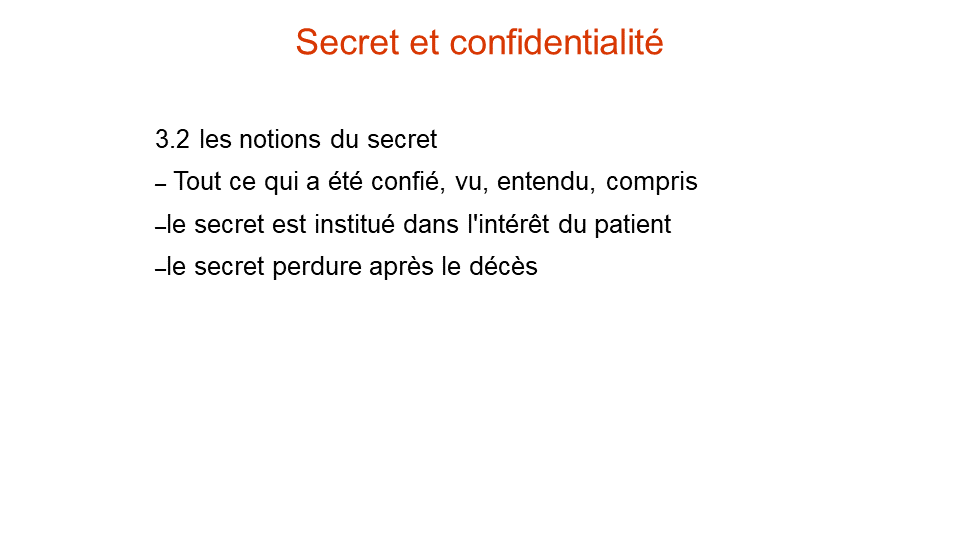 Secret et confidentialité
3.2 les notions du secret
– Tout ce qui a été confié, vu, entendu, compris
–le secret est institué dans l'intérêt du patient
–le secret perdure après le décès